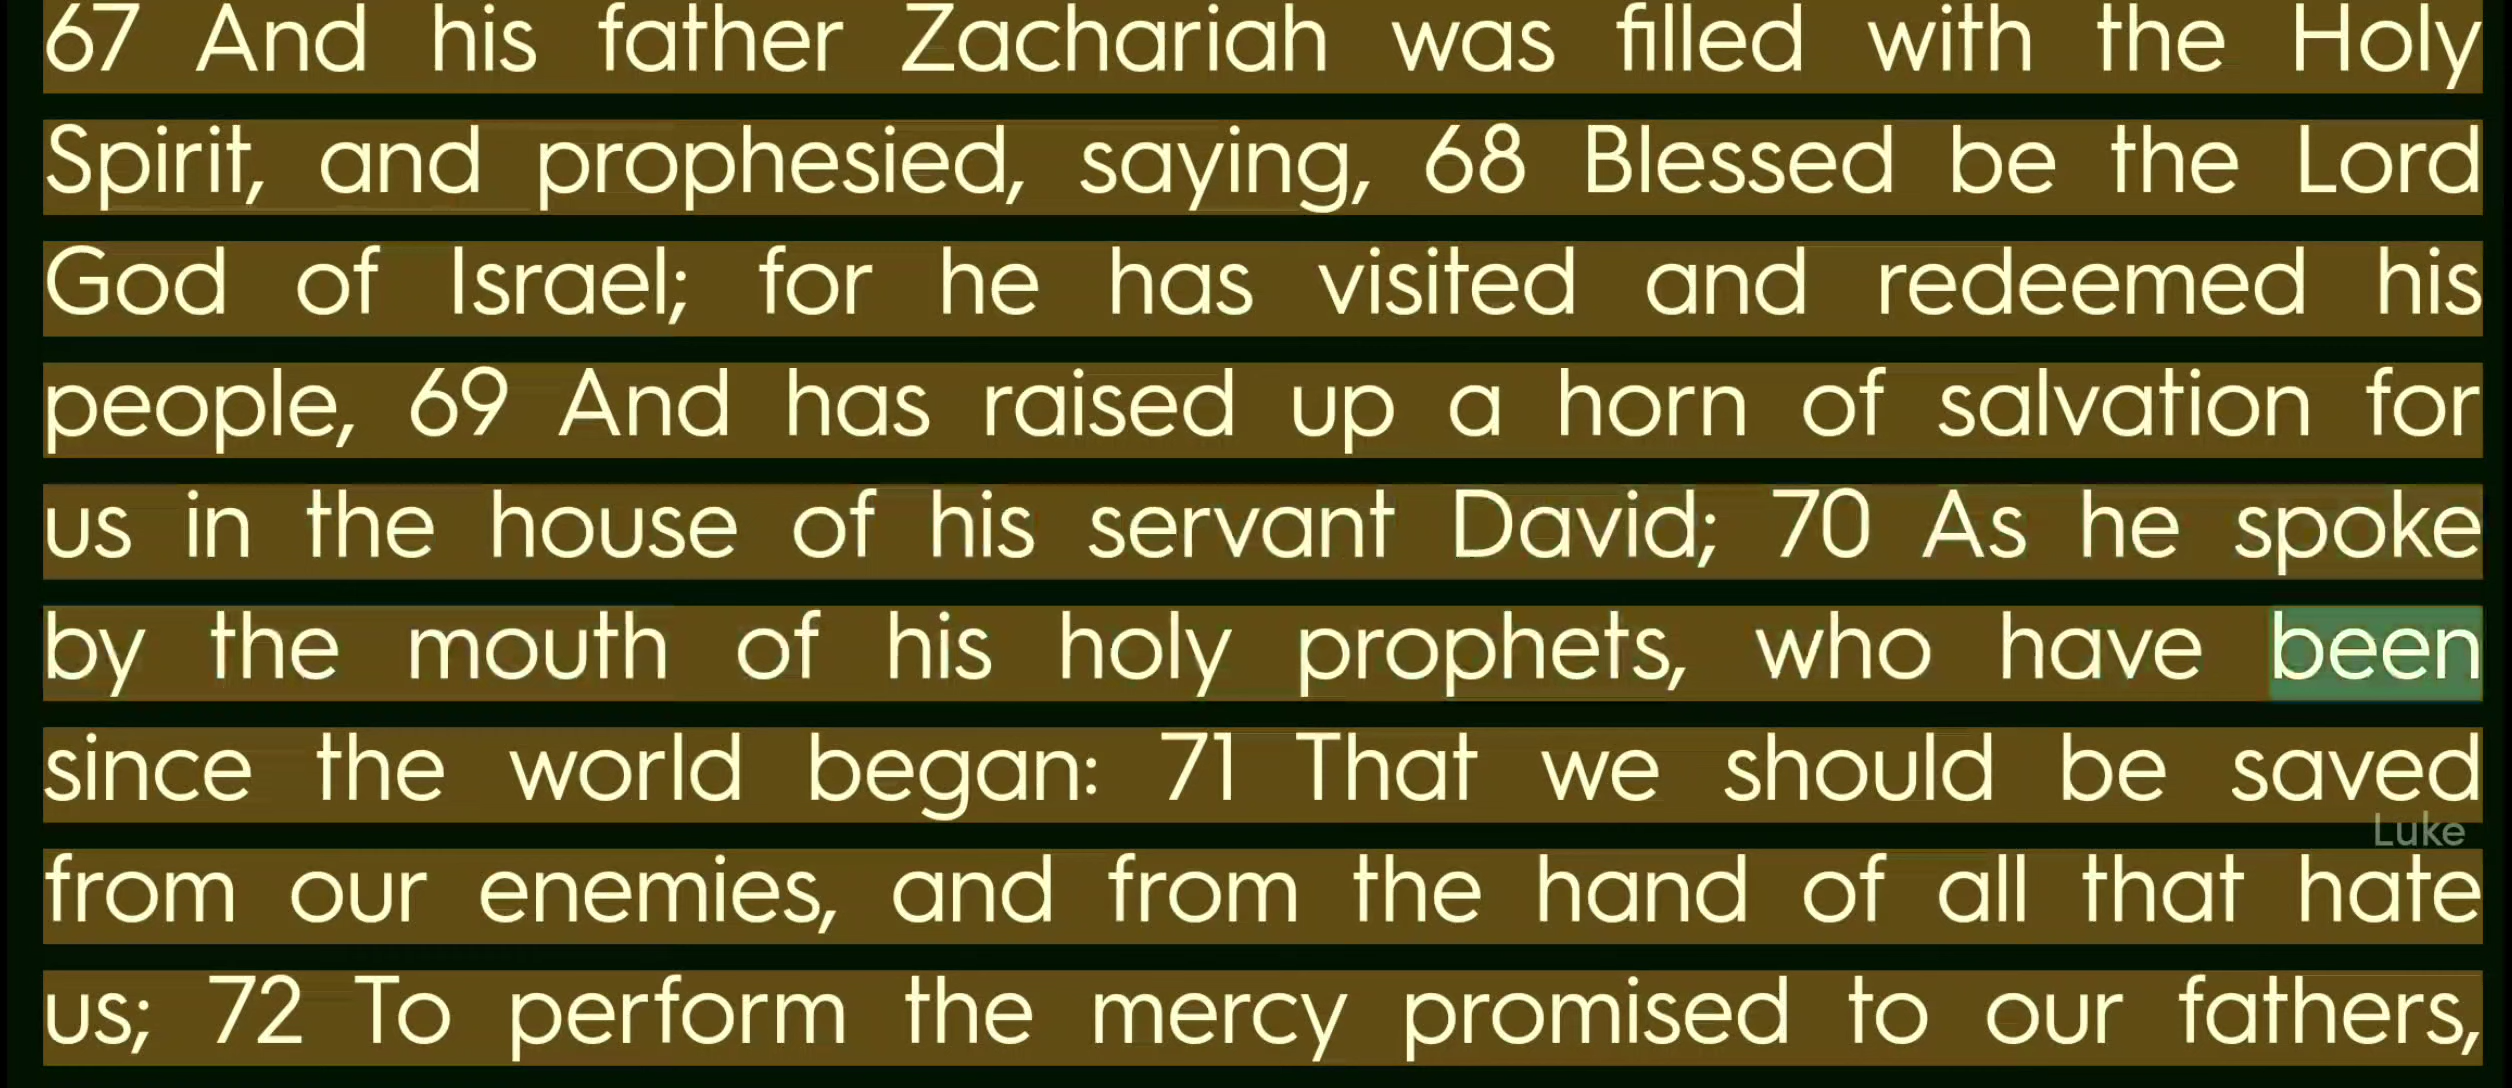 67 And his father Zachariah was filled with the Holy
Spirit, and prophesied, saying, 68 Blessed be the Lord
God of Israel; for he has visited and redeemed his
people, 69 And has raised up a horn of salvation for
us in the house of his servant David; 70 As he spoke
by the mouth of his holy prophets, who have been
since the world began: 71 That we should be saved
Luke
from our enemies, and from the hand of all that hate
us; 72 To perform the mercy promised to our fathers,